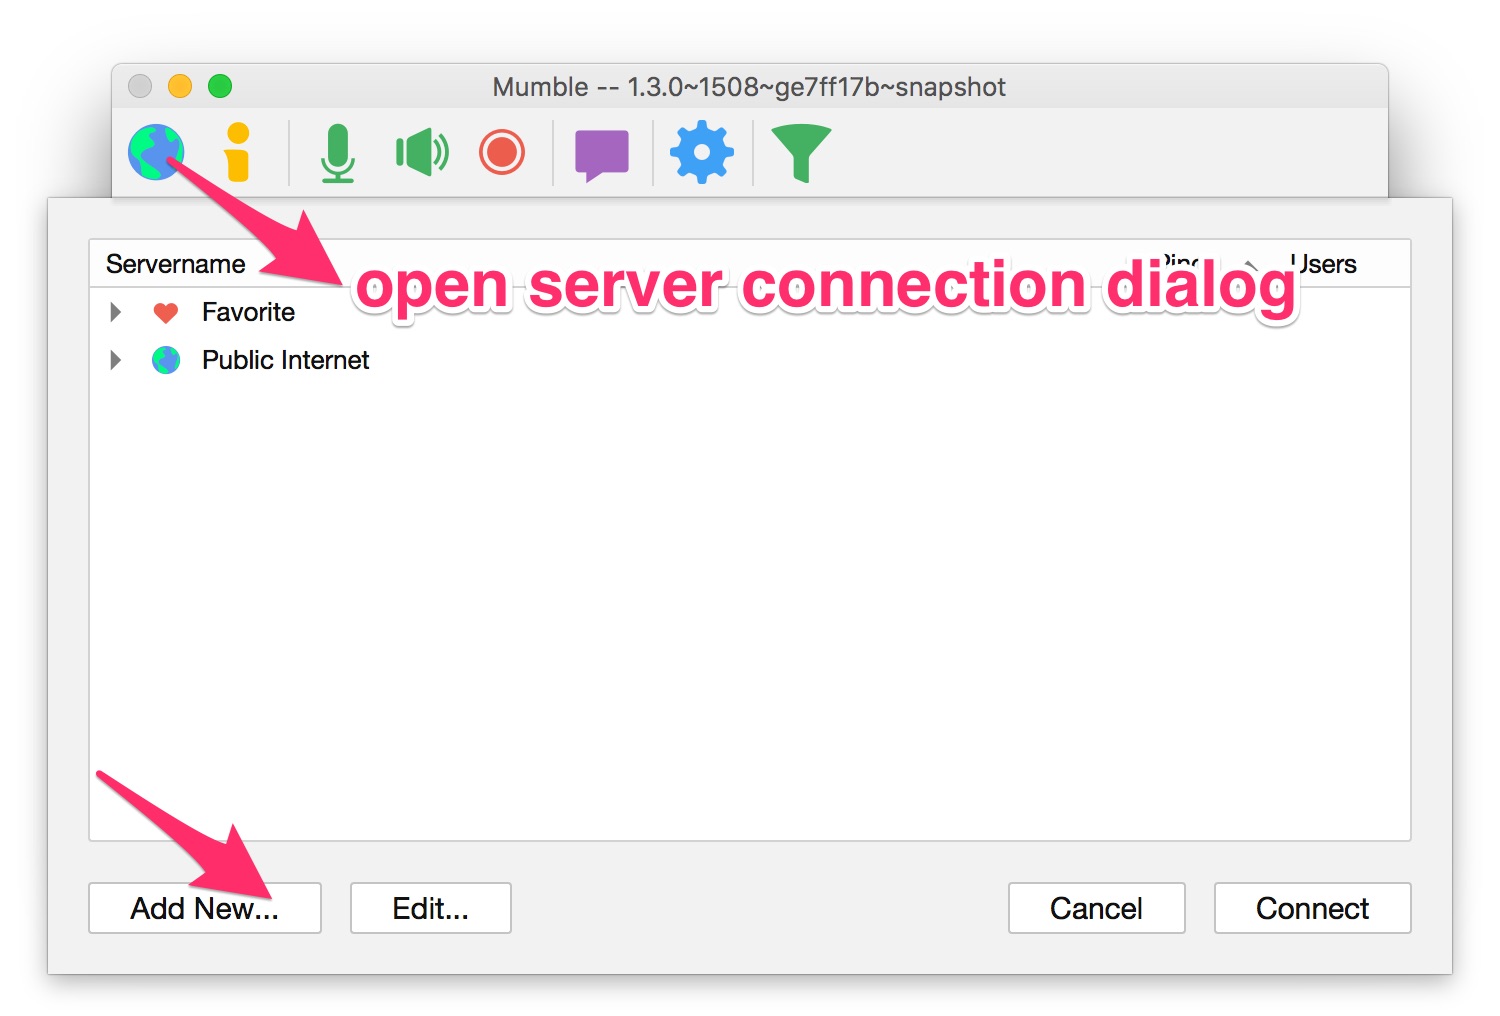 Mumble -- 1.3.0~1508~ge7ff17b~snapshot
Servername Users
open server connection dialog
Favorite
Public Internet
Add New... Edit... Cancel Connect